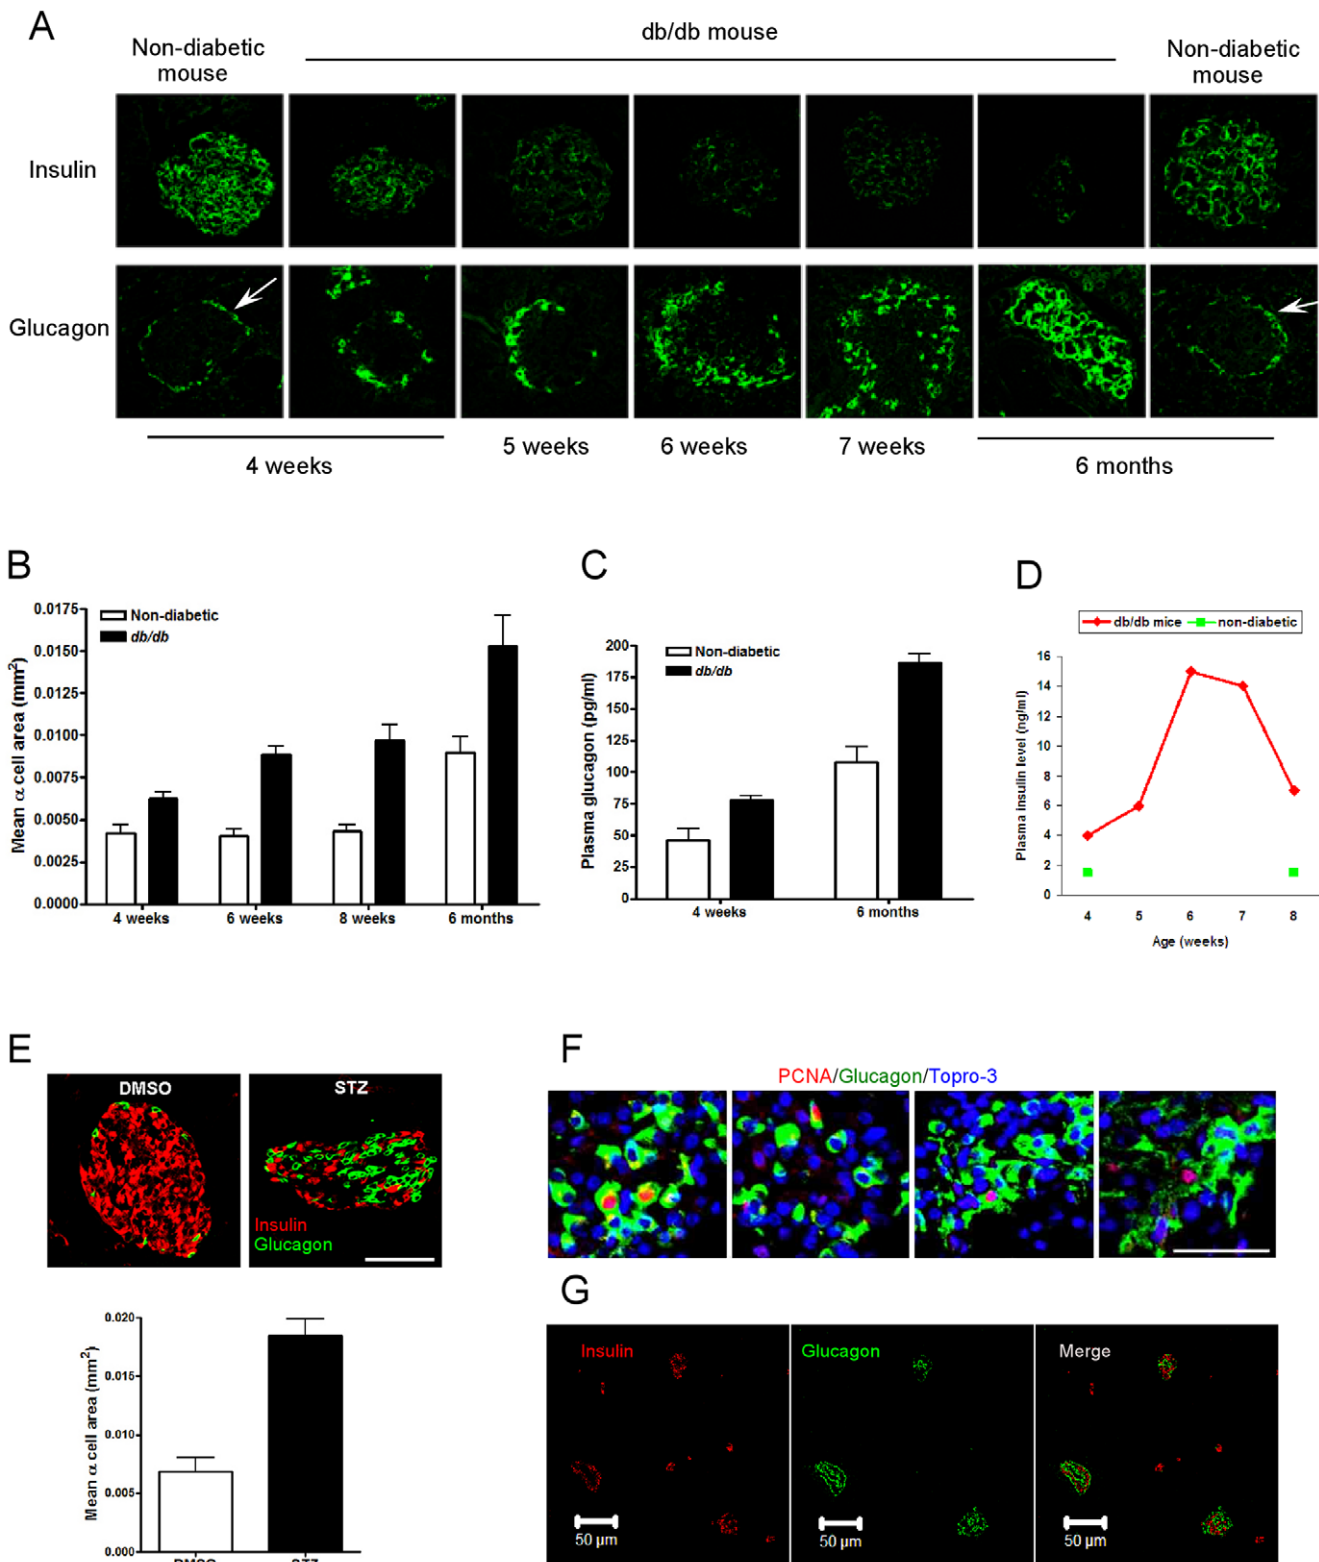 A
Non-diabetic
mouse
db/db mouse
Non-diabetic
mouse
Insulin
Glucagon
4 weeks
5 weeks
6 weeks
7 weeks
6 months
B
Mean α cell area (mm²)
0.0175
0.0150
0.0125
0.0100
0.0075
0.0050
0.0025
0.0000
Non-diabetic
db/db
4 weeks
6 weeks
8 weeks
6 months
C
Plasma glucagon (pg/ml)
200
175
150
125
100
75
50
25
0
Non-diabetic
db/db
4 weeks
6 months
D
db/db mice
non-diabetic
Plasma insulin level (ng/ml)
16
14
12
10
8
6
4
2
0
4
5
6
7
8
Age (weeks)
E
DMSO
STZ
Insulin
Glucagon
Mean α cell area (mm²)
0.020
0.015
0.010
0.005
0.000
DMSO
STZ
F
PCNA/Glucagon/Topro-3
G
Insulin
Glucagon
Merge
50 µm
50 µm
50 µm